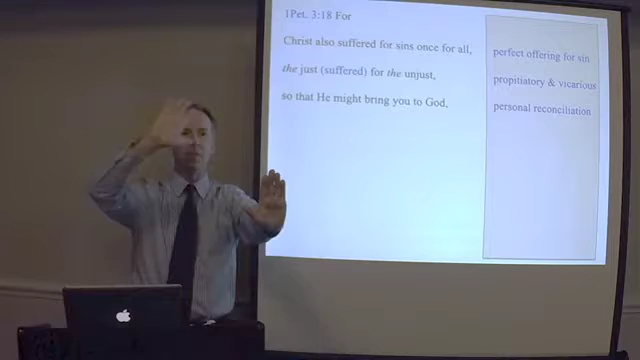 1Pet. 3:18 For
Christ also suffered for sins once for all,
the just (suffered) for the unjust,
so that He might bring you to God,
perfect offering for sin
propitiatory & vicarious
personal reconciliation